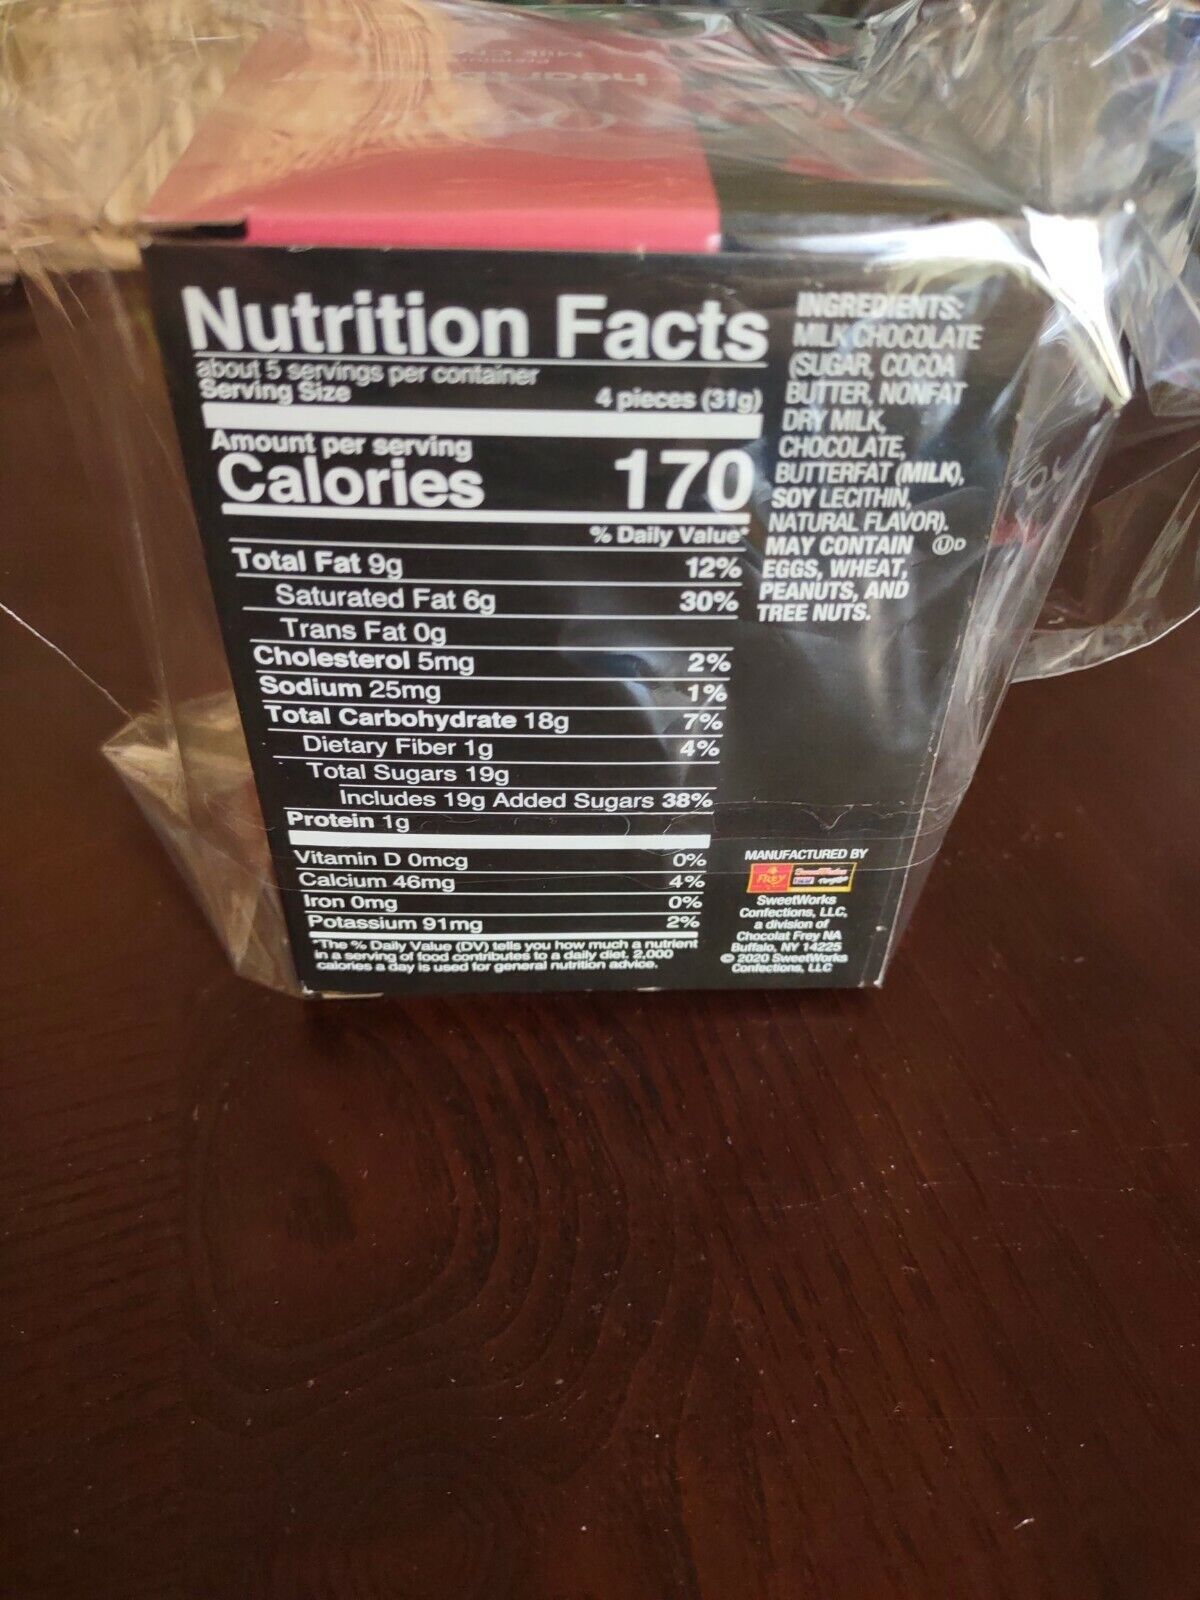 Nutrition Facts
about 5 servings per container
Serving Size 4 pieces (31g)
Amount per serving
Calories 170
% Daily Value*
Total Fat 9g 12%
Saturated Fat 6g 30%
Trans Fat 0g
Cholesterol 5mg 2%
Sodium 25mg 1%
Total Carbohydrate 18g 7%
Dietary Fiber 1g 4%
Total Sugars 19g
Includes 19g Added Sugars 38%
Protein 1g
Vitamin D 0mcg 0%
Calcium 46mg 4%
Iron 0mg 0%
Potassium 91mg 2%
*The % Daily Value (DV) tells you how much a nutrient
in a serving of food contributes to a daily diet. 2,000
calories a day is used for general nutrition advice.
INGREDIENTS:
MILK CHOCOLATE
(SUGAR, COCOA
BUTTER, NONFAT
DRY MILK,
CHOCOLATE,
BUTTERFAT (MILK),
SOY LECITHIN,
NATURAL FLAVOR).
MAY CONTAIN ⓊD
EGGS, WHEAT,
PEANUTS, AND
TREE NUTS.
MANUFACTURED BY
Frey
SweetWorks
Confections, LLC,
a division of
Chocolat Frey NA
Buffalo, NY 14225
© 2020 SweetWorks
Confections, LLC